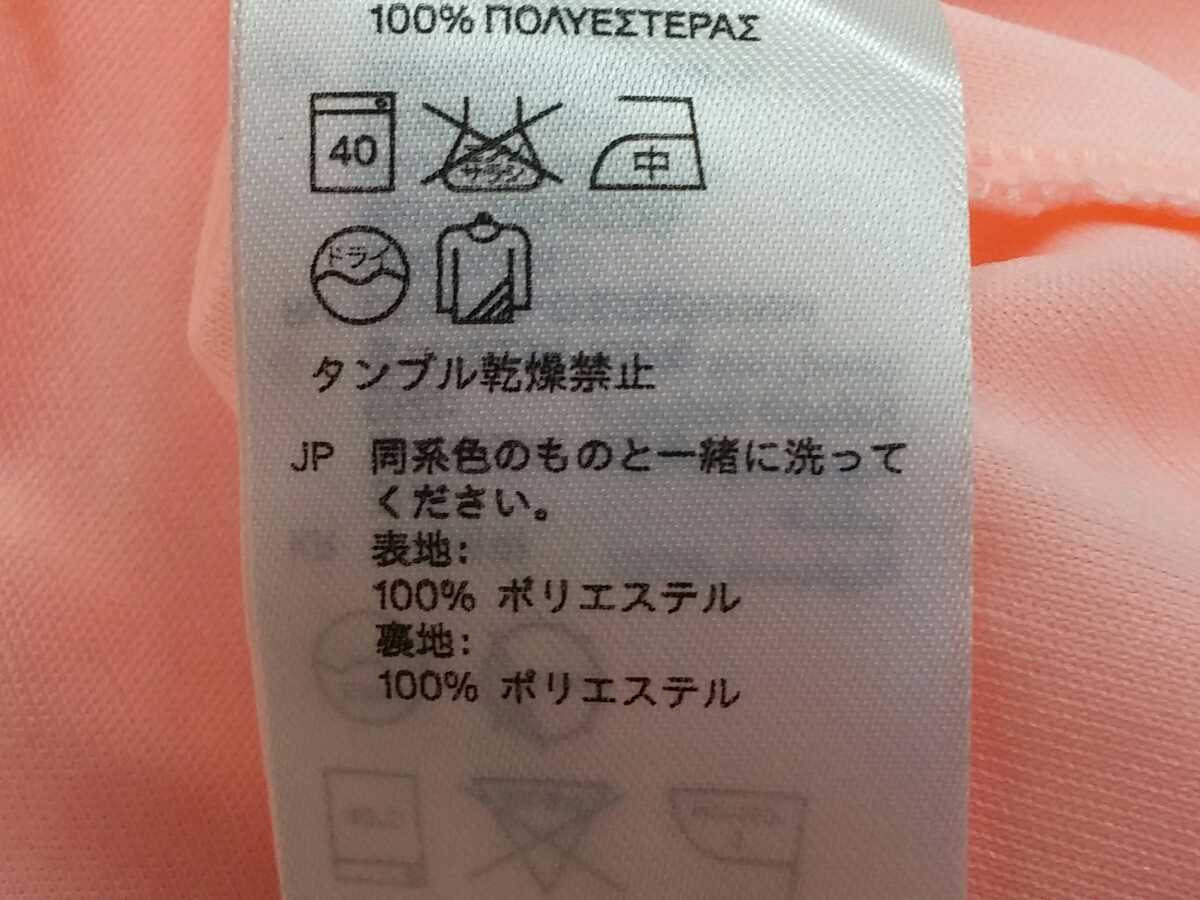 100% ΠΟΛΥΕΣΤΕΡΑΣ
40
中
ドライ
タンブル乾燥禁止
JP 同系色のものと一緒に洗って
ください。
表地:
100% ポリエステル
裏地:
100% ポリエステル